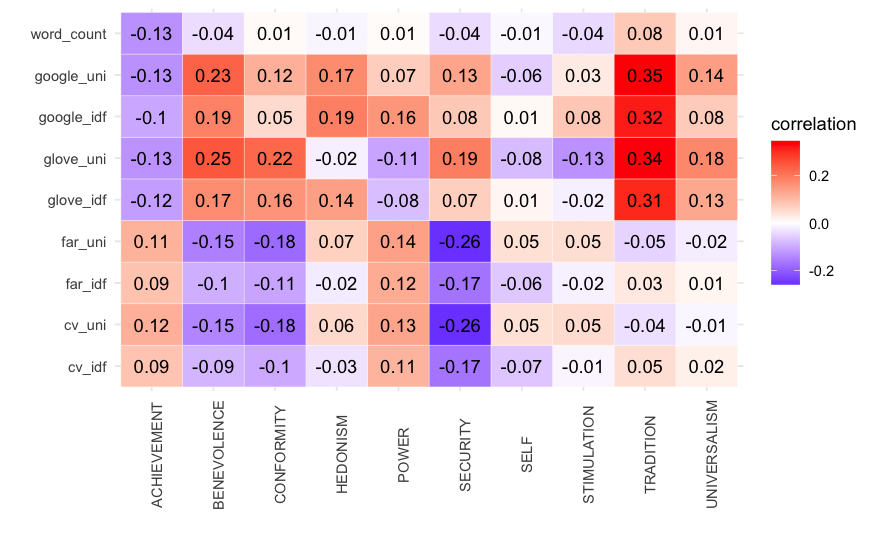 word_count -0.13 -0.04 0.01 -0.01 0.01 -0.04 -0.01 -0.04 0.08 0.01
google_uni -0.13 0.23 0.12 0.17 0.07 0.13 -0.06 0.03 0.35 0.14
google_idf -0.1 0.19 0.05 0.19 0.16 0.08 0.01 0.08 0.32 0.08
glove_uni -0.13 0.25 0.22 -0.02 -0.11 0.19 -0.08 -0.13 0.34 0.18
glove_idf -0.12 0.17 0.16 0.14 -0.08 0.07 0.01 -0.02 0.31 0.13
far_uni 0.11 -0.15 -0.18 0.07 0.14 -0.26 0.05 0.05 -0.05 -0.02
far_idf 0.09 -0.1 -0.11 -0.02 0.12 -0.17 -0.06 -0.02 0.03 0.01
cv_uni 0.12 -0.15 -0.18 0.06 0.13 -0.26 0.05 0.05 -0.04 -0.01
cv_idf 0.09 -0.09 -0.1 -0.03 0.11 -0.17 -0.07 -0.01 0.05 0.02
ACHIEVEMENT
BENEVOLENCE
CONFORMITY
HEDONISM
POWER
SECURITY
SELF
STIMULATION
TRADITION
UNIVERSALISM
correlation
0.2
0.0
-0.2